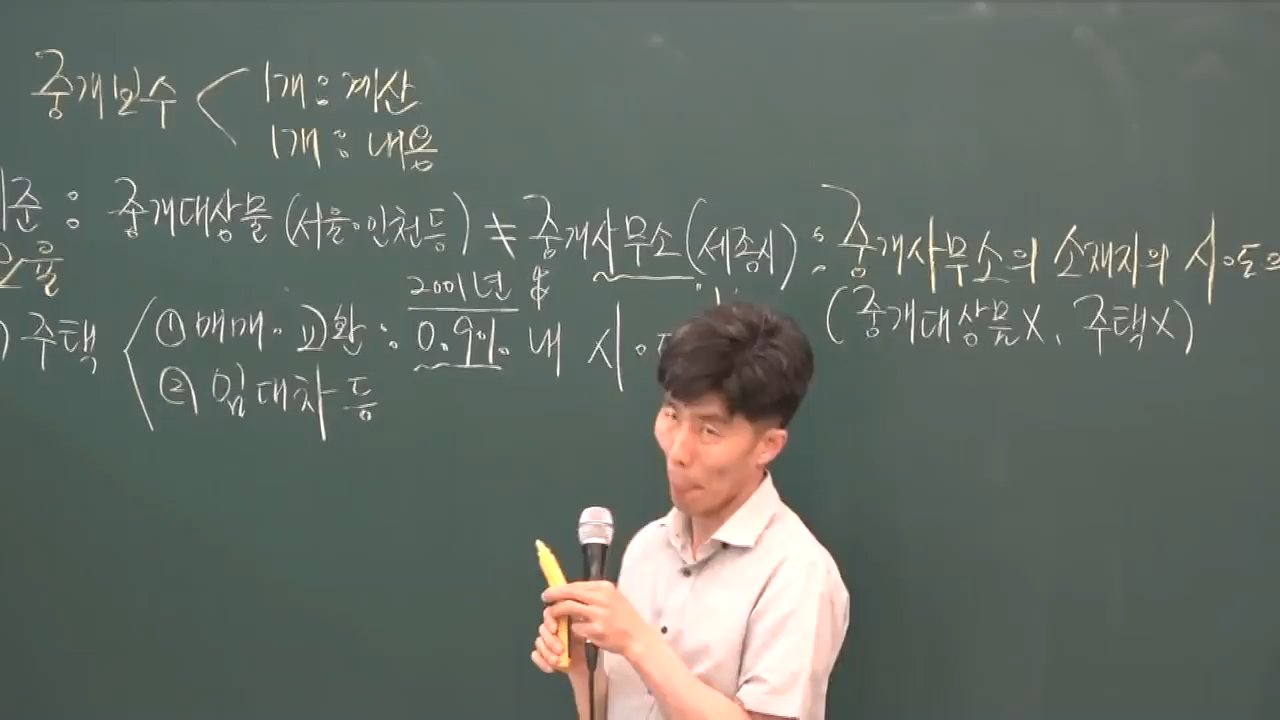 중개보수 < 1개 : 계산
1개 : 내용
기준 : 중개대상물 (서울·인천등) ≠ 중개사무소 (세종시) : 중개사무소의 소재지의 시·도의
요율
(중개대상물X, 주택X)
2001년
) 주택 < ① 매매·교환 : 0.9% 내 시·
② 임대차 등